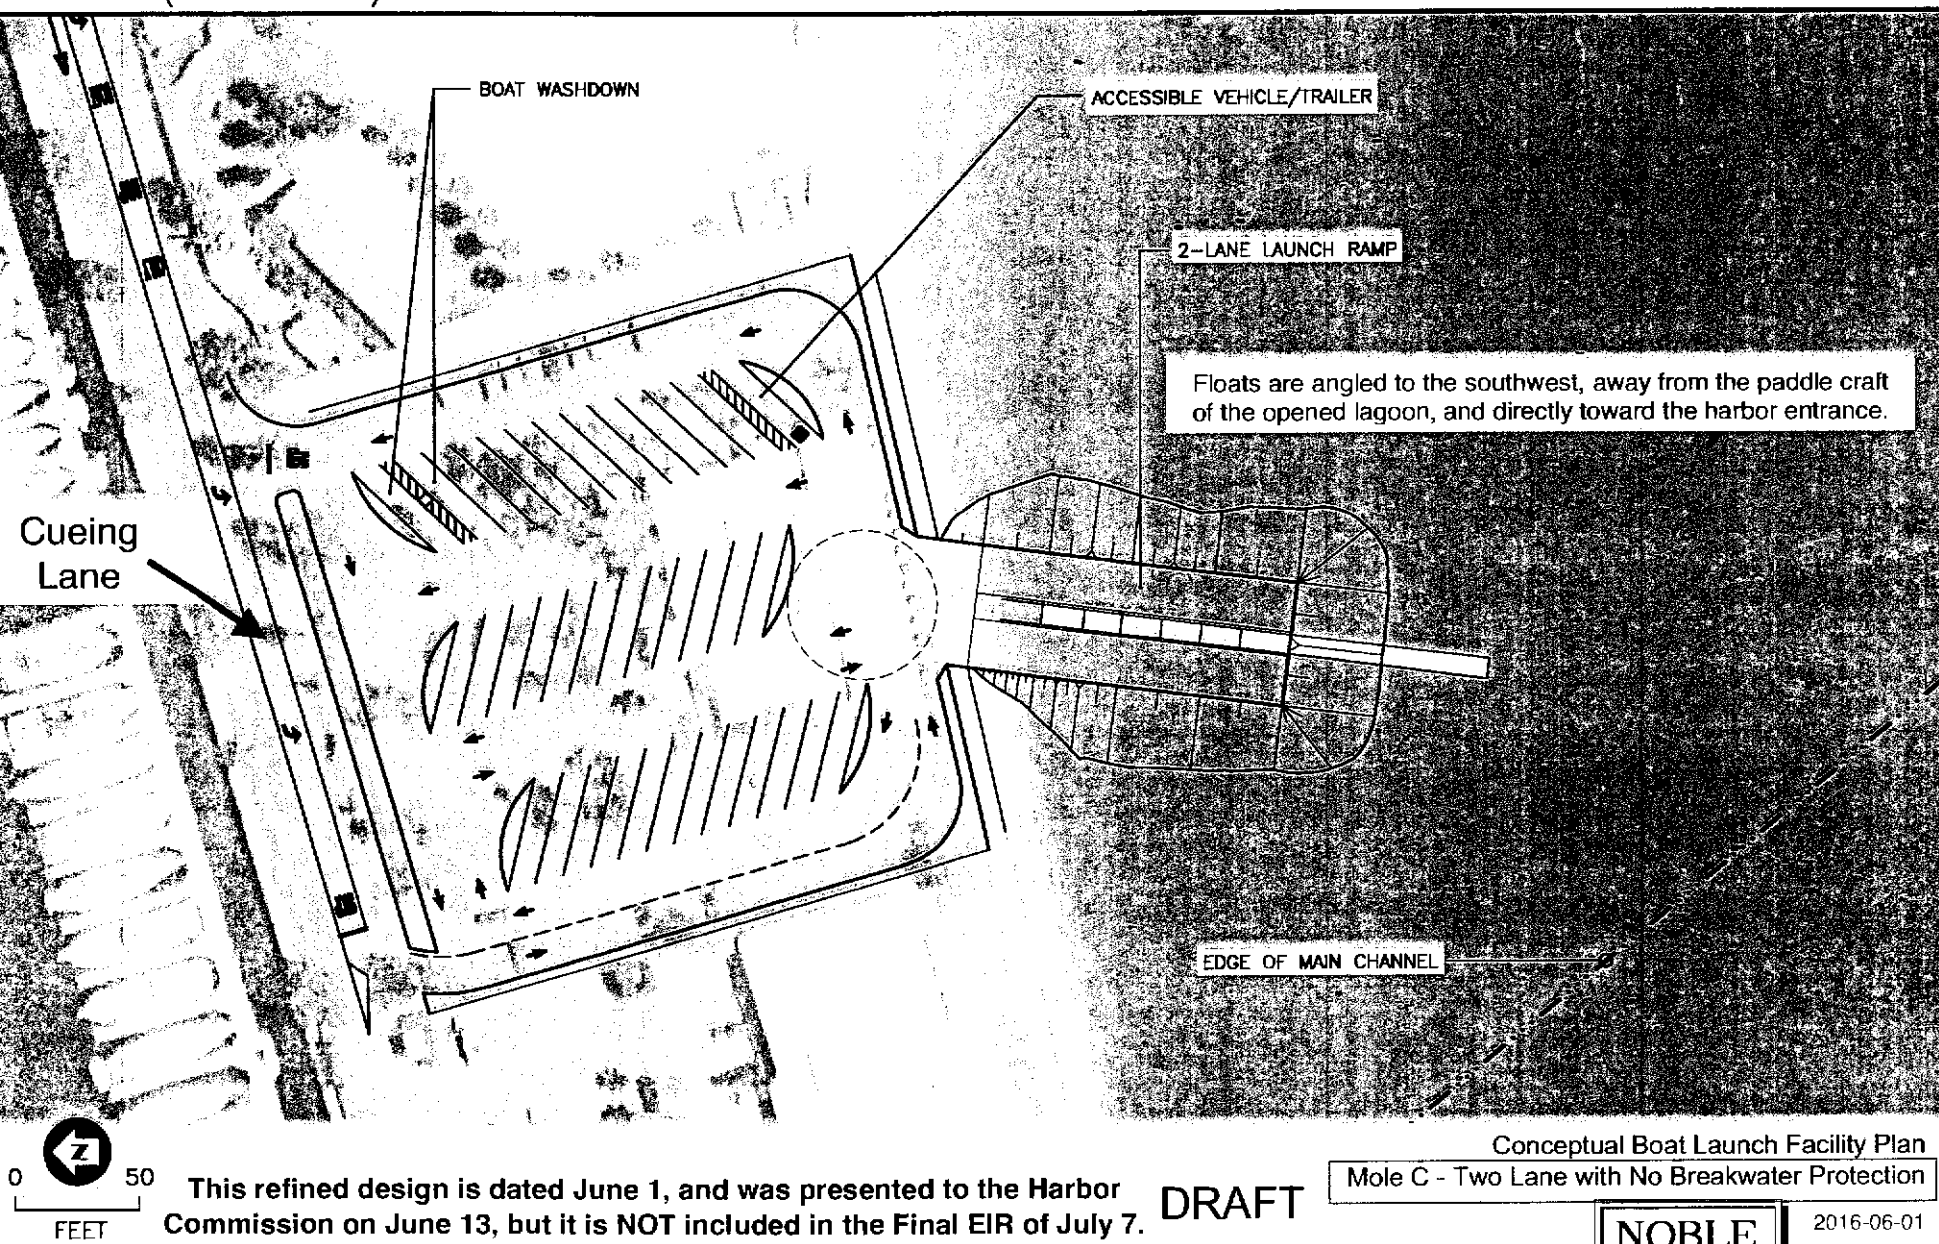 BOAT WASHDOWN
ACCESSIBLE VEHICLE/TRAILER
2-LANE LAUNCH RAMP
Floats are angled to the southwest, away from the paddle craft
of the opened lagoon, and directly toward the harbor entrance.
Cueing
Lane
EDGE OF MAIN CHANNEL
Z
0 50
FEET
This refined design is dated June 1, and was presented to the Harbor
Commission on June 13, but it is NOT included in the Final EIR of July 7.
DRAFT
Conceptual Boat Launch Facility Plan
Mole C - Two Lane with No Breakwater Protection
NOBLE
2016-06-01